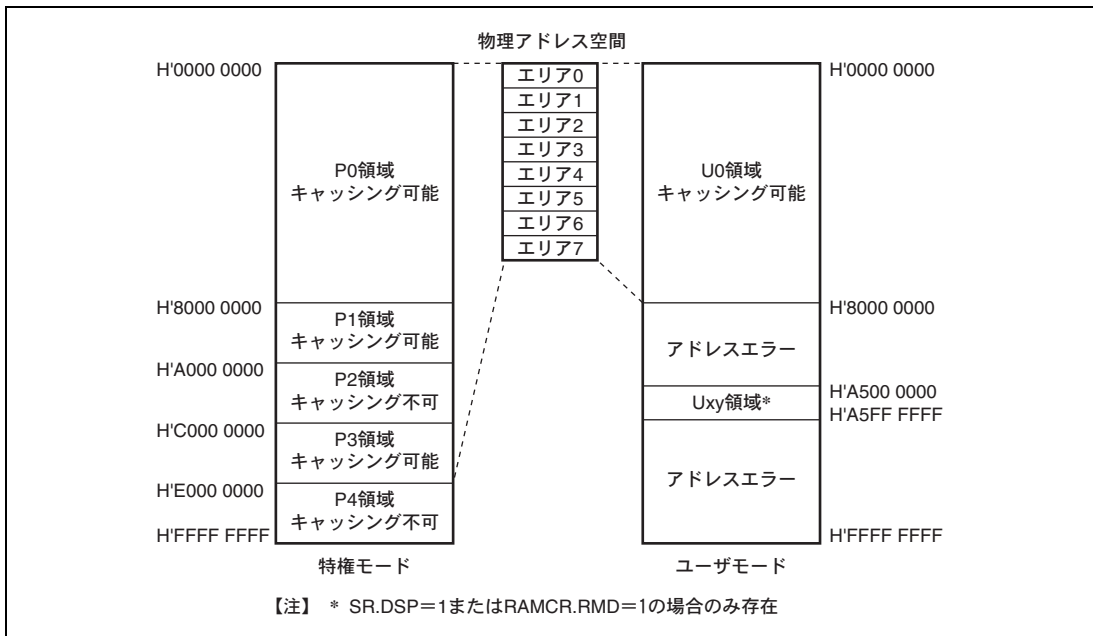 物理アドレス空間
H'0000 0000
エリア0
エリア1
エリア2
エリア3
エリア4
エリア5
エリア6
エリア7
H'0000 0000
P0領域
キャッシング可能
U0領域
キャッシング可能
H'8000 0000
P1領域
キャッシング可能
H'A000 0000
P2領域
キャッシング不可
H'C000 0000
P3領域
キャッシング可能
H'E000 0000
P4領域
キャッシング不可
H'FFFF FFFF
特権モード
H'8000 0000
アドレスエラー
H'A500 0000
Uxy領域*
H'A5FF FFFF
アドレスエラー
H'FFFF FFFF
ユーザモード
【注】 * SR.DSP＝1またはRAMCR.RMD＝1の場合のみ存在